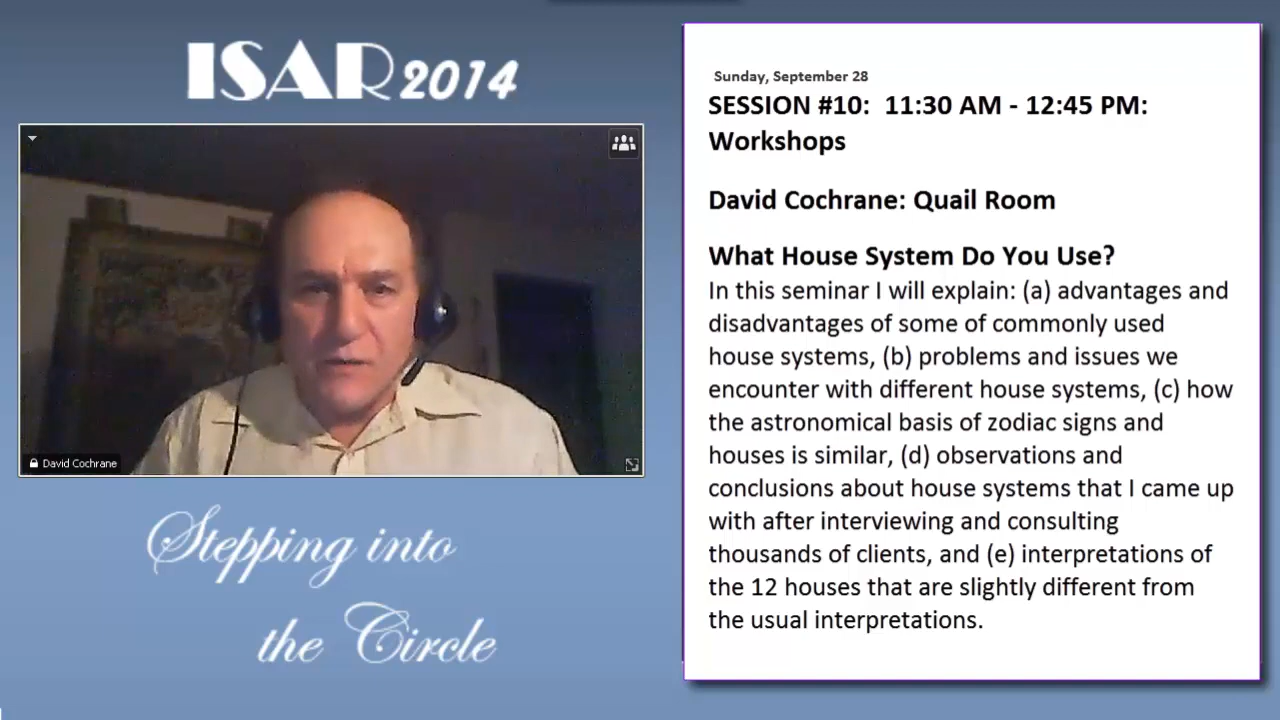 ISAR 2014
David Cochrane
Stepping into
the Circle
Sunday, September 28
SESSION #10: 11:30 AM - 12:45 PM:
Workshops
David Cochrane: Quail Room
What House System Do You Use?
In this seminar I will explain: (a) advantages and
disadvantages of some of commonly used
house systems, (b) problems and issues we
encounter with different house systems, (c) how
the astronomical basis of zodiac signs and
houses is similar, (d) observations and
conclusions about house systems that I came up
with after interviewing and consulting
thousands of clients, and (e) interpretations of
the 12 houses that are slightly different from
the usual interpretations.